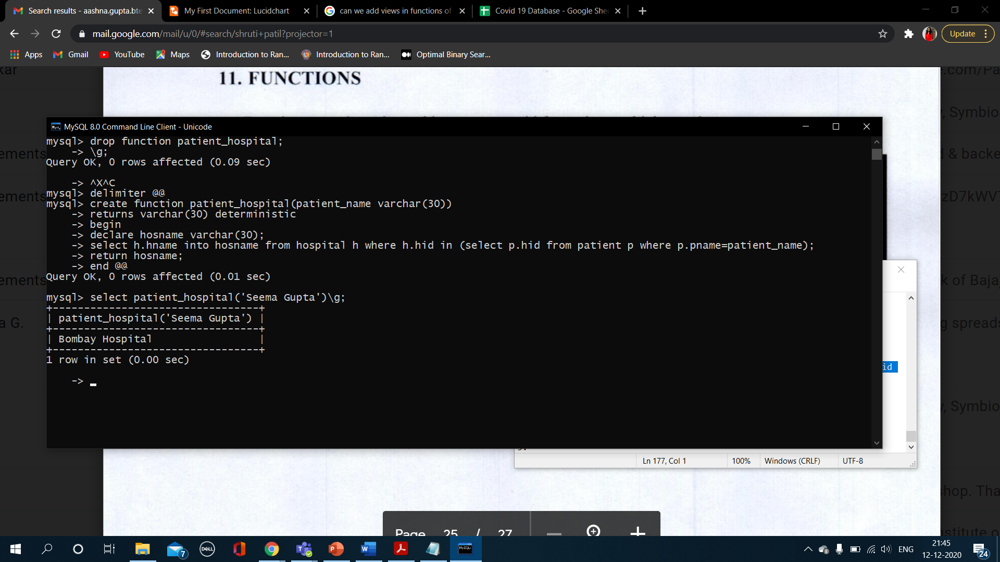 Search results - aashna.gupta.bte
My First Document: Lucidchart
can we add views in functions of
Covid 19 Database - Google She
mail.google.com/mail/u/0/#search/shruti+patil?projector=1
Update
Apps
Gmail
YouTube
Maps
Introduction to Ran...
Introduction to Ran...
Optimal Binary Sear...
kar
e.com/Pa
11. FUNCTIONS
, Symbio
MySQL 8.0 Command Line Client - Unicode
mysql> drop function patient_hospital;
-> \g;
Query OK, 0 rows affected (0.09 sec)
-> ^X^C
mysql> delimiter @@
mysql> create function patient_hospital(patient_name varchar(30))
-> returns varchar(30) deterministic
-> begin
-> declare hosname varchar(30);
-> select h.hname into hosname from hospital h where h.hid in (select p.hid from patient p where p.pname=patient_name);
-> return hosname;
-> end @@
Query OK, 0 rows affected (0.01 sec)
mysql> select patient_hospital('Seema Gupta')\g;
+---------------------------------+
| patient_hospital('Seema Gupta') |
+---------------------------------+
| Bombay Hospital                 |
+---------------------------------+
1 row in set (0.00 sec)
->
ements
& backe
ements
zD7kWV
ements
k of Baja
a G.
g spreads
id
, Symbio
Ln 177, Col 1
100%
Windows (CRLF)
UTF-8
shop. Tha
Page 25 / 27
nstitute o
7
DELL
MySQL
ENG
21:45
12-12-2020
24